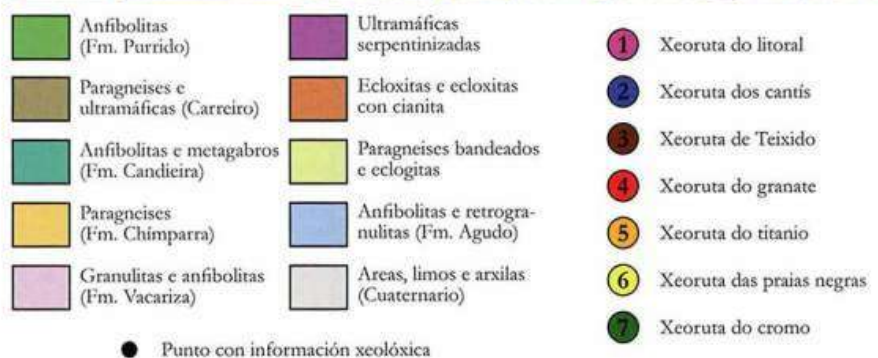 Anfibolitas
(Fm. Purrido)
Paragneises e
ultramáficas (Carreiro)
Anfibolitas e metagabros
(Fm. Candieira)
Paragneises
(Fm. Chimparra)
Granulitas e anfibolitas
(Fm. Vacariza)
Ultramáficas
serpentinizadas
Ecloxitas e ecloxitas
con cianita
Paragneises bandeados
e eclogitas
Anfibolitas e retrogra-
nulitas (Fm. Agudo)
Areas, limos e arxilas
(Cuaternario)
1 Xeoruta do litoral
2 Xeoruta dos cantís
3 Xeoruta de Teixido
4 Xeoruta do granate
5 Xeoruta do titanio
6 Xeoruta das praias negras
7 Xeoruta do cromo
Punto con información xeolóxica